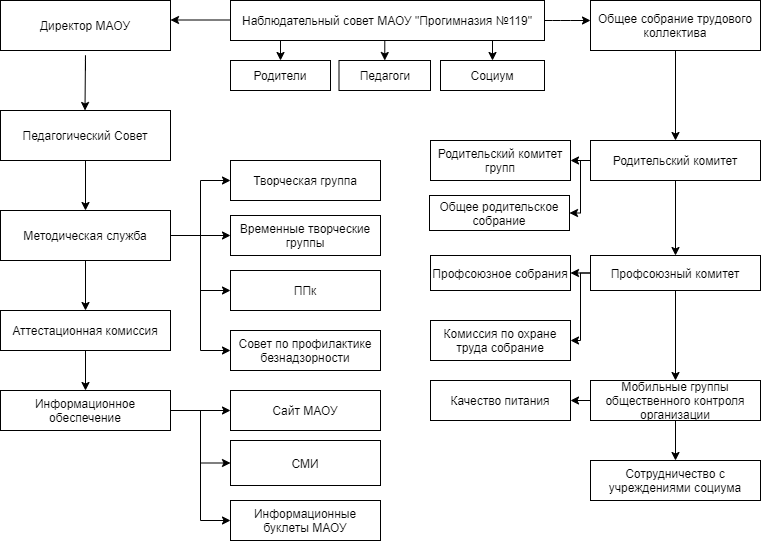 Директор МАОУ
Наблюдательный совет МАОУ "Прогимназия №119"
Общее собрание трудового
коллектива
Родители
Педагоги
Социум
Педагогический Совет
Методическая служба
Аттестационная комиссия
Информационное
обеспечение
Творческая группа
Временные творческие
группы
ППк
Совет по профилактике
безнадзорности
Сайт МАОУ
СМИ
Информационные
буклеты МАОУ
Родительский комитет
групп
Общее родительское
собрание
Профсоюзное собрания
Комиссия по охране
труда собрание
Качество питания
Родительский комитет
Профсоюзный комитет
Мобильные группы
общественного контроля
организации
Сотрудничество с
учреждениями социума